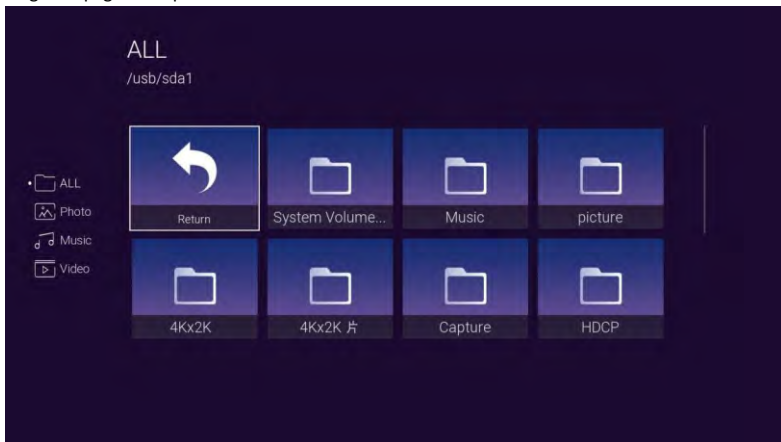 ALL
/usb/sda1
ALL
Photo
Music
Video
Return
System Volume...
Music
picture
4Kx2K
4Kx2K 片
Capture
HDCP